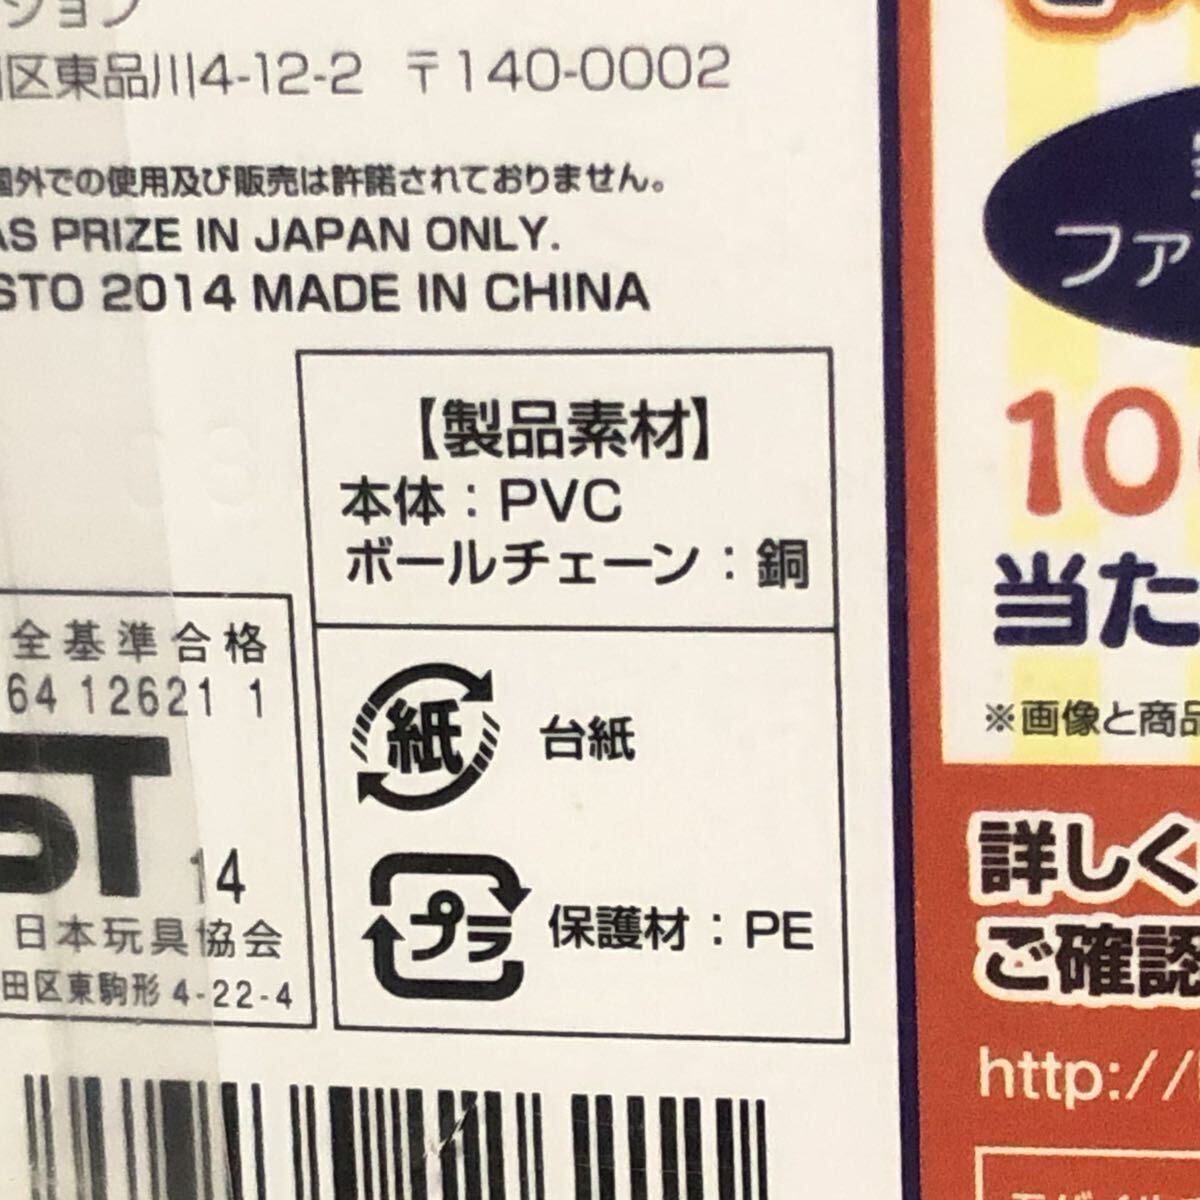 ション
区東品川4-12-2 〒140-0002
外での使用及び販売は許諾されておりません。
AS PRIZE IN JAPAN ONLY.
STO 2014 MADE IN CHINA
【製品素材】
本体：PVC
ボールチェーン：銅
紙 台紙
プラ 保護材：PE
全基準合格
64 12621 1
ST
14
日本玩具協会
田区東駒形 4-22-4
ファ
10
当た
※画像と商品
詳しく
ご確認
http://